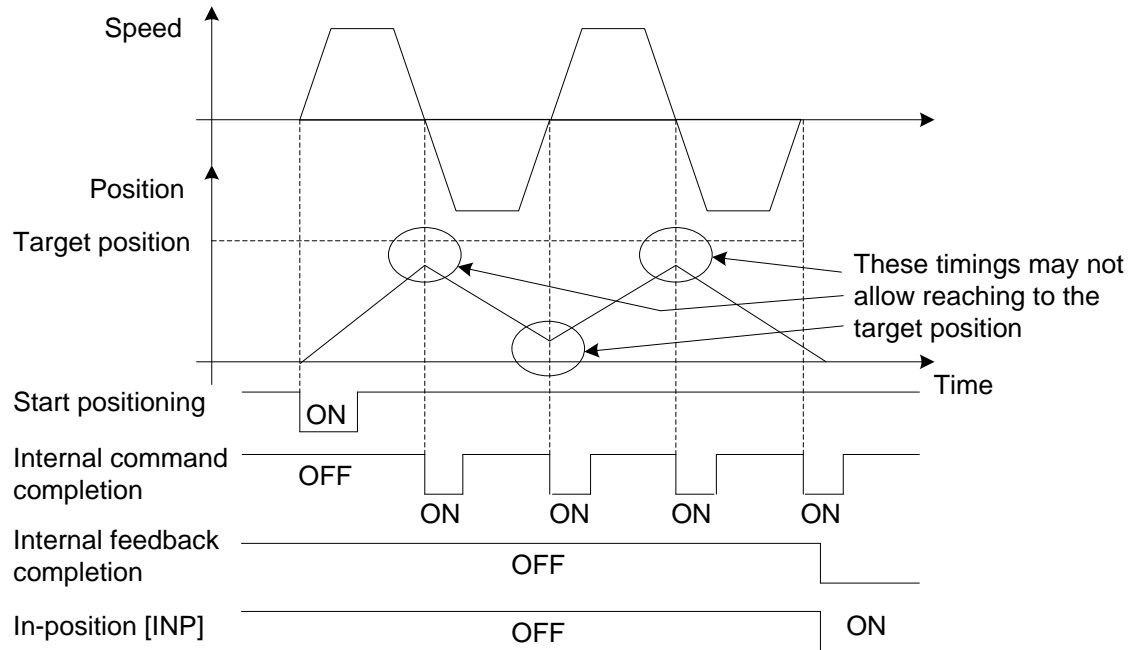 Speed
Position
Target position
These timings may not
allow reaching to the
target position
Time
Start positioning
ON
Internal command
completion
OFF
ON
ON
ON
ON
Internal feedback
completion
OFF
In-position [INP]
OFF
ON